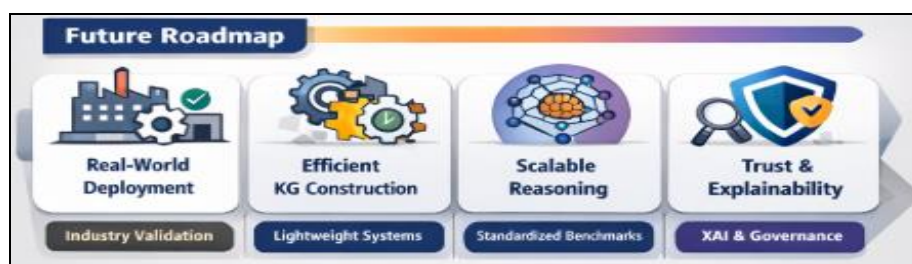 Future Roadmap
Real-World
Deployment
Efficient
KG Construction
Scalable
Reasoning
Trust &
Explainability
Industry Validation
Lightweight Systems
Standardized Benchmarks
XAI & Governance